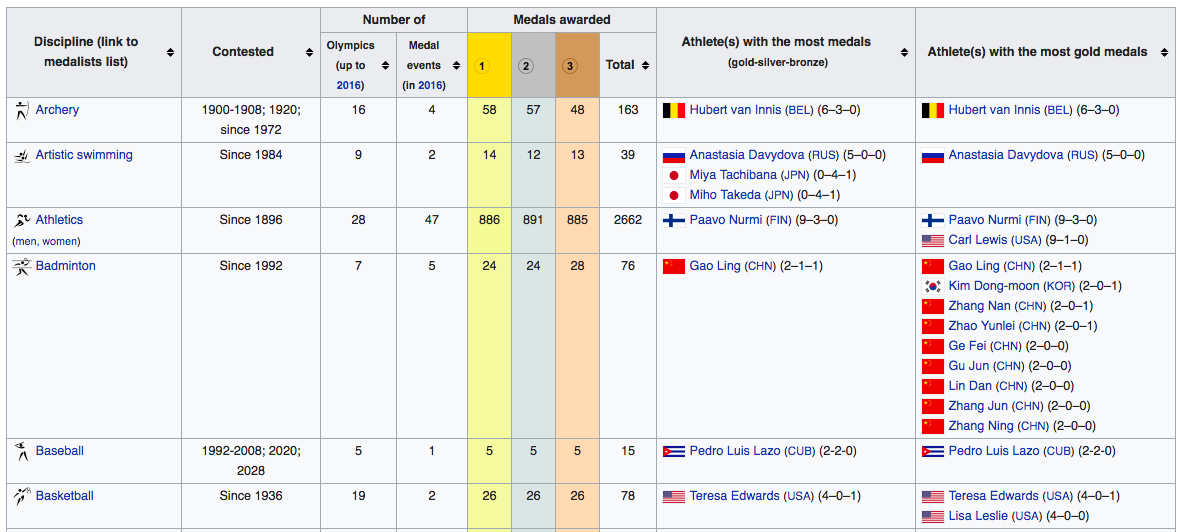 Discipline (link to medalists list) Contested Number of Medals awarded Athlete(s) with the most medals (gold-silver-bronze) Athlete(s) with the most gold medals
Olympics (up to 2016) Medal events (in 2016) 1 2 3 Total
Archery 1900-1908; 1920; since 1972 16 4 58 57 48 163 Hubert van Innis (BEL) (6–3–0) Hubert van Innis (BEL) (6–3–0)
Artistic swimming Since 1984 9 2 14 12 13 39 Anastasia Davydova (RUS) (5–0–0) Anastasia Davydova (RUS) (5–0–0)
Miya Tachibana (JPN) (0–4–1)
Miho Takeda (JPN) (0–4–1)
Athletics Since 1896 28 47 886 891 885 2662 Paavo Nurmi (FIN) (9–3–0) Paavo Nurmi (FIN) (9–3–0)
(men, women) Carl Lewis (USA) (9–1–0)
Badminton Since 1992 7 5 24 24 28 76 Gao Ling (CHN) (2–1–1) Gao Ling (CHN) (2–1–1)
Kim Dong-moon (KOR) (2–0–1)
Zhang Nan (CHN) (2–0–1)
Zhao Yunlei (CHN) (2–0–1)
Ge Fei (CHN) (2–0–0)
Gu Jun (CHN) (2–0–0)
Lin Dan (CHN) (2–0–0)
Zhang Jun (CHN) (2–0–0)
Zhang Ning (CHN) (2–0–0)
Baseball 1992-2008; 2020; 2028 5 1 5 5 5 15 Pedro Luis Lazo (CUB) (2-2-0) Pedro Luis Lazo (CUB) (2-2-0)
Basketball Since 1936 19 2 26 26 26 78 Teresa Edwards (USA) (4–0–1) Teresa Edwards (USA) (4–0–1)
Lisa Leslie (USA) (4–0–0)